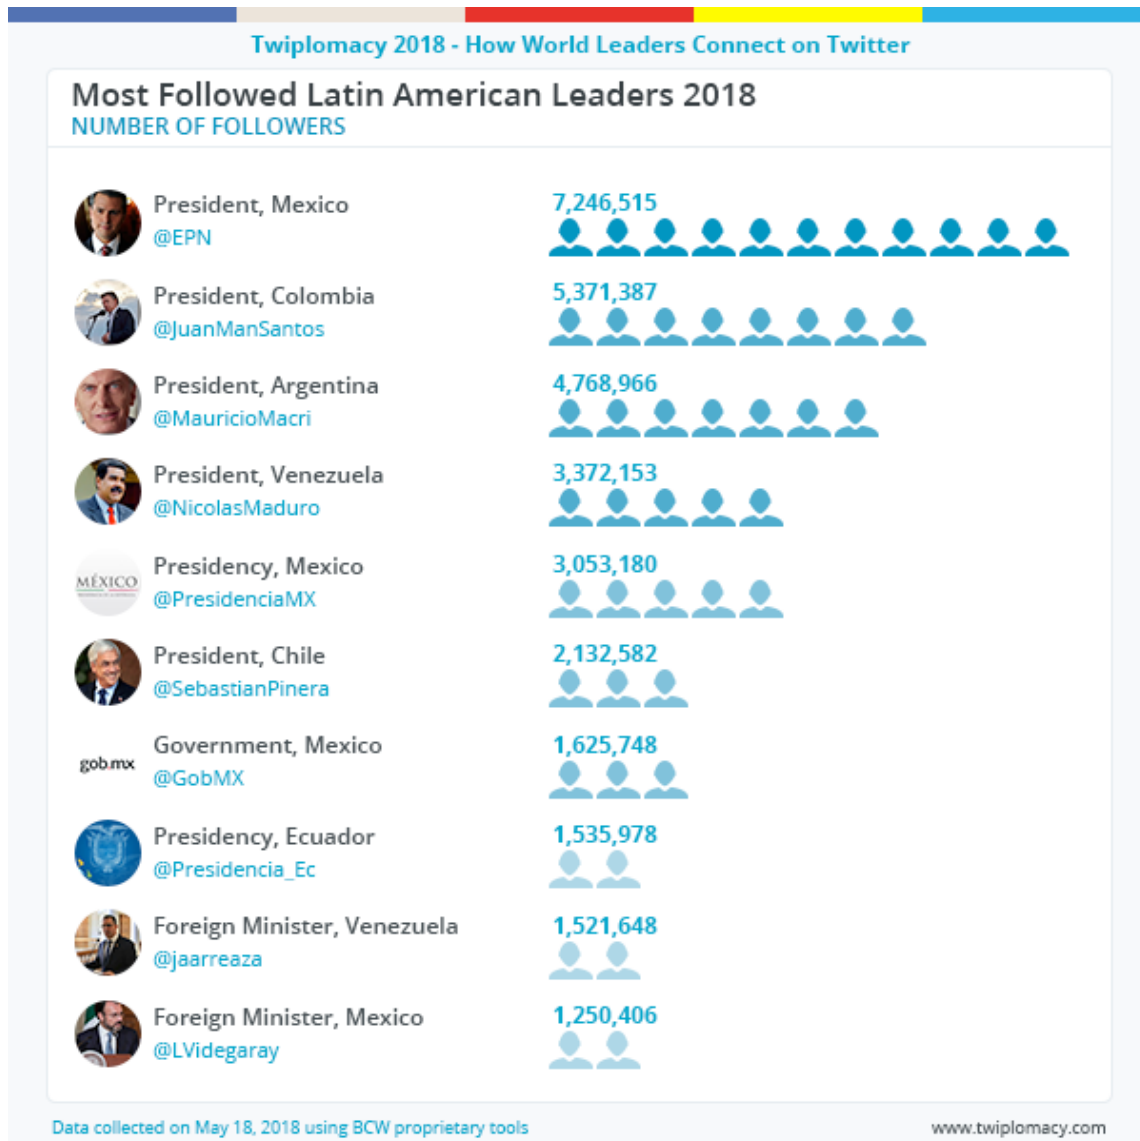 Twiplomacy 2018 - How World Leaders Connect on Twitter
Most Followed Latin American Leaders 2018
NUMBER OF FOLLOWERS
President, Mexico
@EPN
7,246,515
President, Colombia
@JuanManSantos
5,371,387
President, Argentina
@MauricioMacri
4,768,966
President, Venezuela
@NicolasMaduro
3,372,153
MÉXICO
Presidency, Mexico
@PresidenciaMX
3,053,180
President, Chile
@SebastianPinera
2,132,582
gob.mx
Government, Mexico
@GobMX
1,625,748
Presidency, Ecuador
@Presidencia_Ec
1,535,978
Foreign Minister, Venezuela
@jaarreaza
1,521,648
Foreign Minister, Mexico
@LVidegaray
1,250,406
Data collected on May 18, 2018 using BCW proprietary tools
www.twiplomacy.com